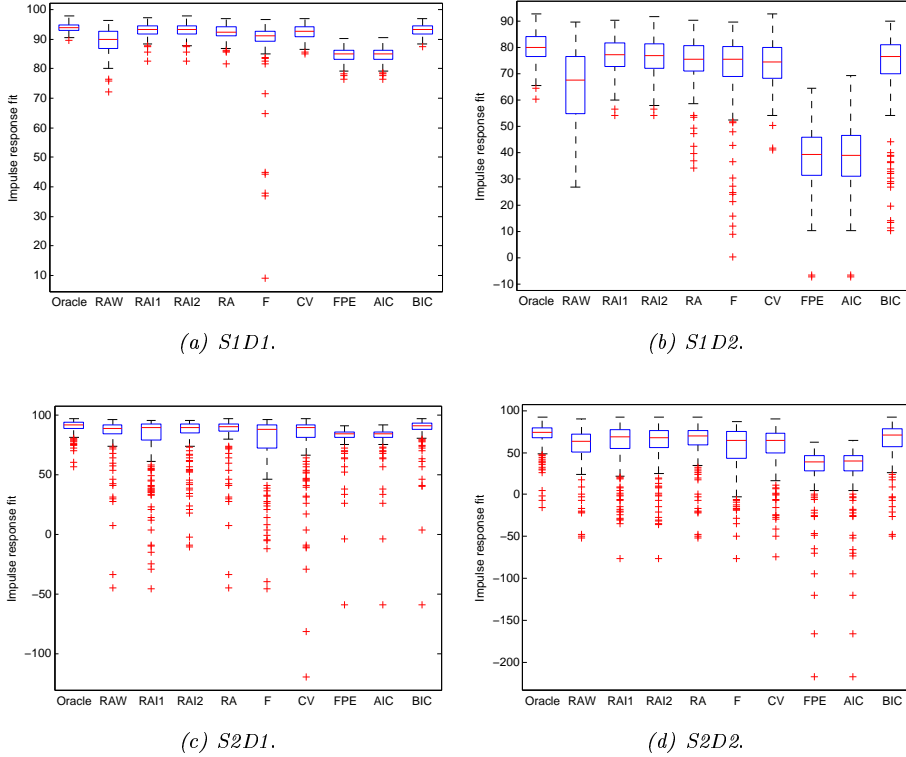 Impulse response fit
100
90
80
70
60
50
40
30
20
10
Oracle RAW RAI1 RAI2 RA F CV FPE AIC BIC
(a) S1D1.
Impulse response fit
90
80
70
60
50
40
30
20
10
0
−10
Oracle RAW RAI1 RAI2 RA F CV FPE AIC BIC
(b) S1D2.
Impulse response fit
100
50
0
−50
−100
Oracle RAW RAI1 RAI2 RA F CV FPE AIC BIC
(c) S2D1.
Impulse response fit
100
50
0
−50
−100
−150
−200
Oracle RAW RAI1 RAI2 RA F CV FPE AIC BIC
(d) S2D2.